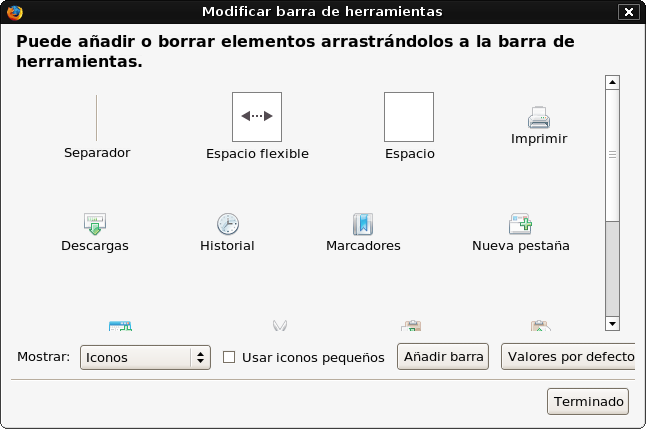 Modificar barra de herramientas
Puede añadir o borrar elementos arrastrándolos a la barra de
herramientas.
Separador
Espacio flexible
Espacio
Imprimir
Descargas
Historial
Marcadores
Nueva pestaña
Mostrar:
Iconos
Usar iconos pequeños
Añadir barra
Valores por defecto
Terminado